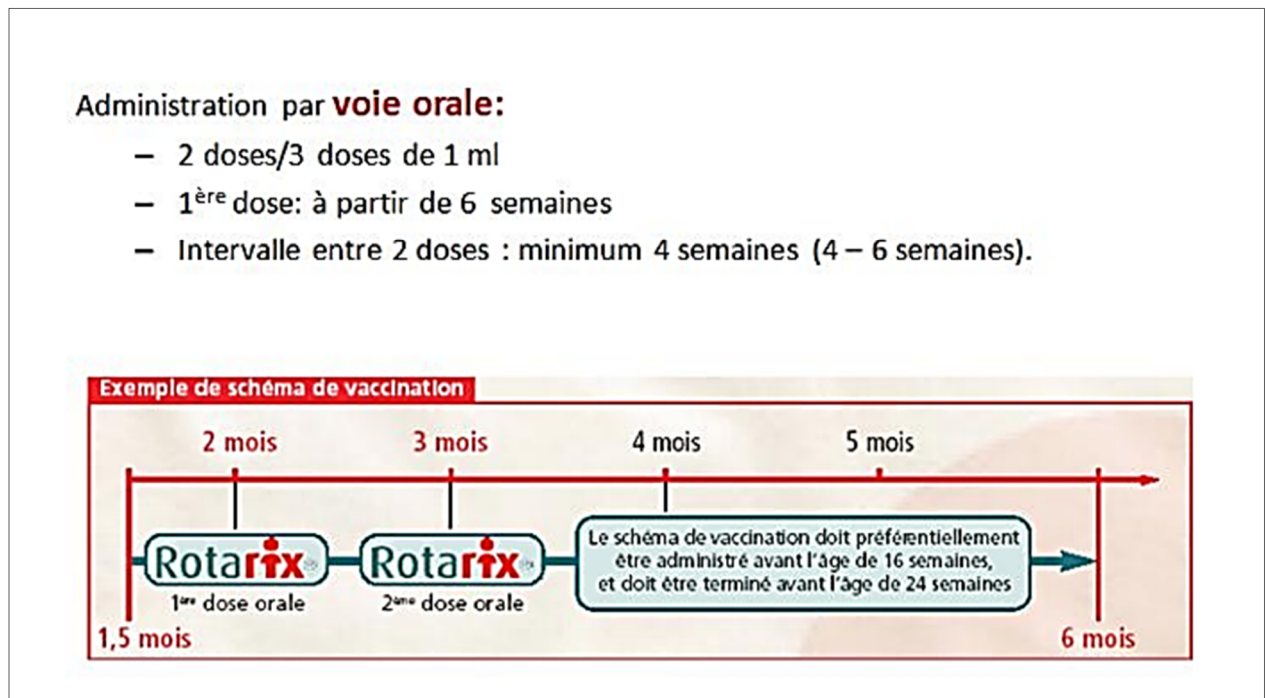 Administration par voie orale:
– 2 doses/3 doses de 1 ml
– 1ère dose: à partir de 6 semaines
– Intervalle entre 2 doses : minimum 4 semaines (4 – 6 semaines).
Exemple de schéma de vaccination
2 mois 3 mois 4 mois 5 mois
Rotarix® Rotarix®
1ère dose orale 2ème dose orale
Le schéma de vaccination doit préférentiellement
être administré avant l'âge de 16 semaines,
et doit être terminé avant l'âge de 24 semaines
1,5 mois 6 mois